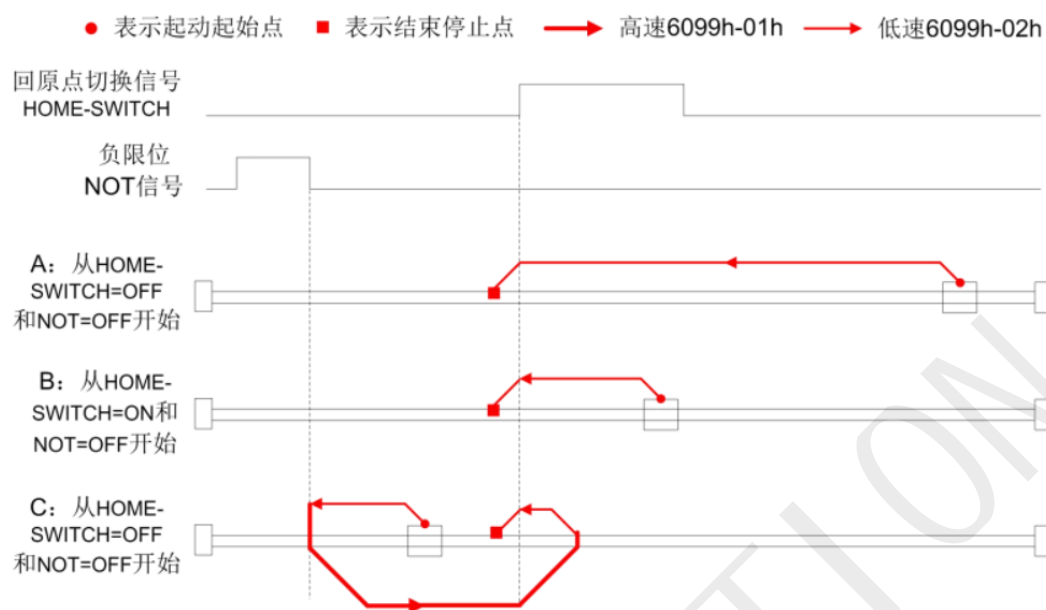 表示起动起始点 表示结束停止点 高速6099h-01h 低速6099h-02h
回原点切换信号
HOME-SWITCH
负限位
NOT信号
A：从HOME-
SWITCH=OFF
和NOT=OFF开始
B：从HOME-
SWITCH=ON和
NOT=OFF开始
C：从HOME-
SWITCH=OFF
和NOT=OFF开始
TION